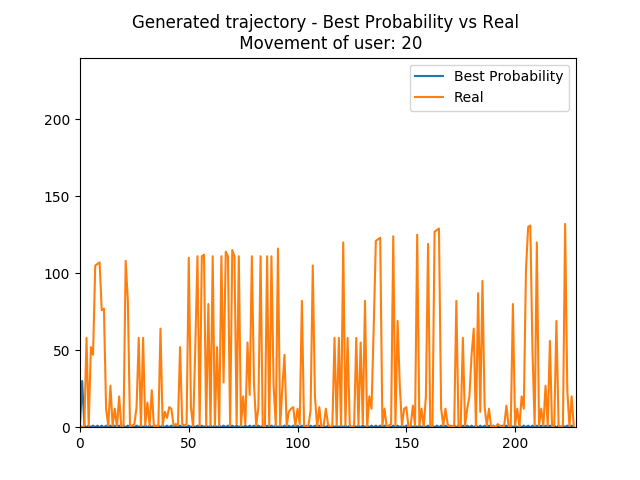 Generated trajectory - Best Probability vs Real
Movement of user: 20
Best Probability
Real
200
150
100
50
0
0
50
100
150
200